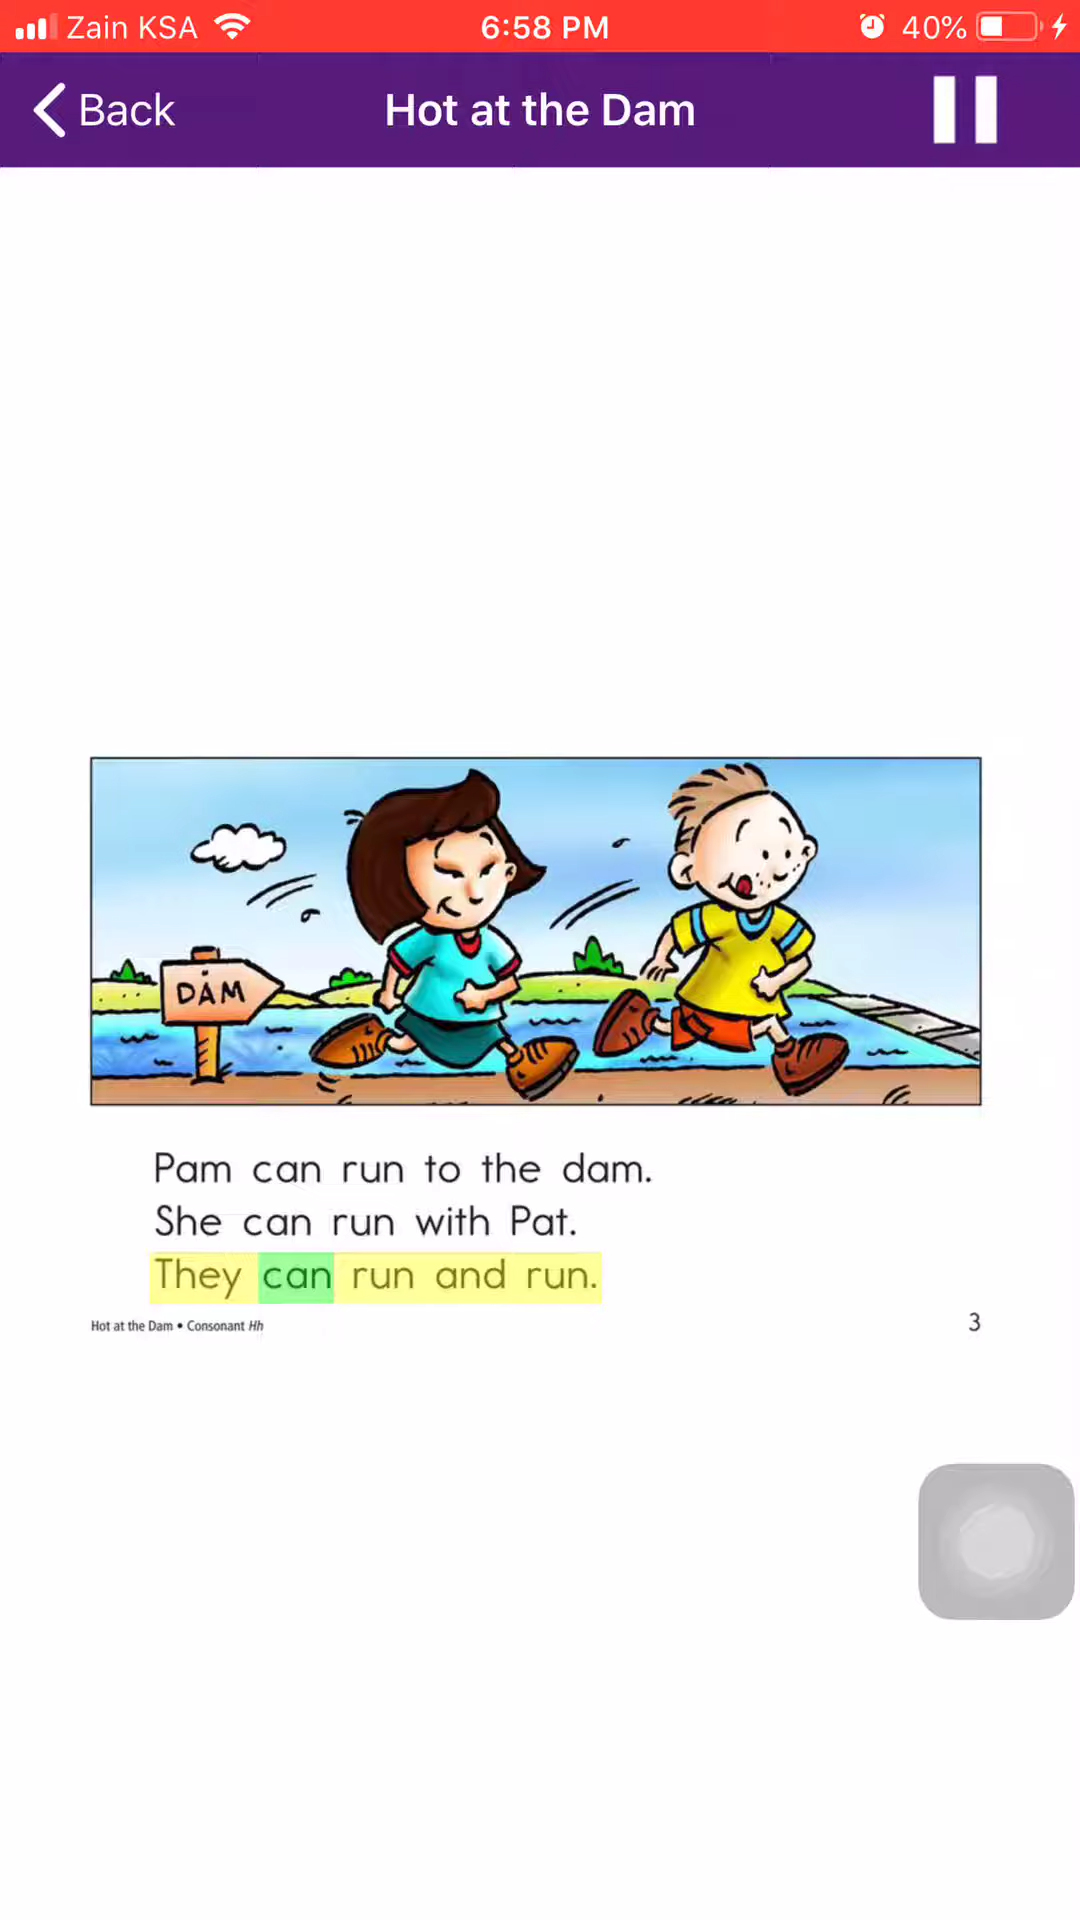 Zain KSA 6:58 PM 40%
Back Hot at the Dam
DAM
Pam can run to the dam.
She can run with Pat.
They can run and run.
Hot at the Dam • Consonant Hh 3